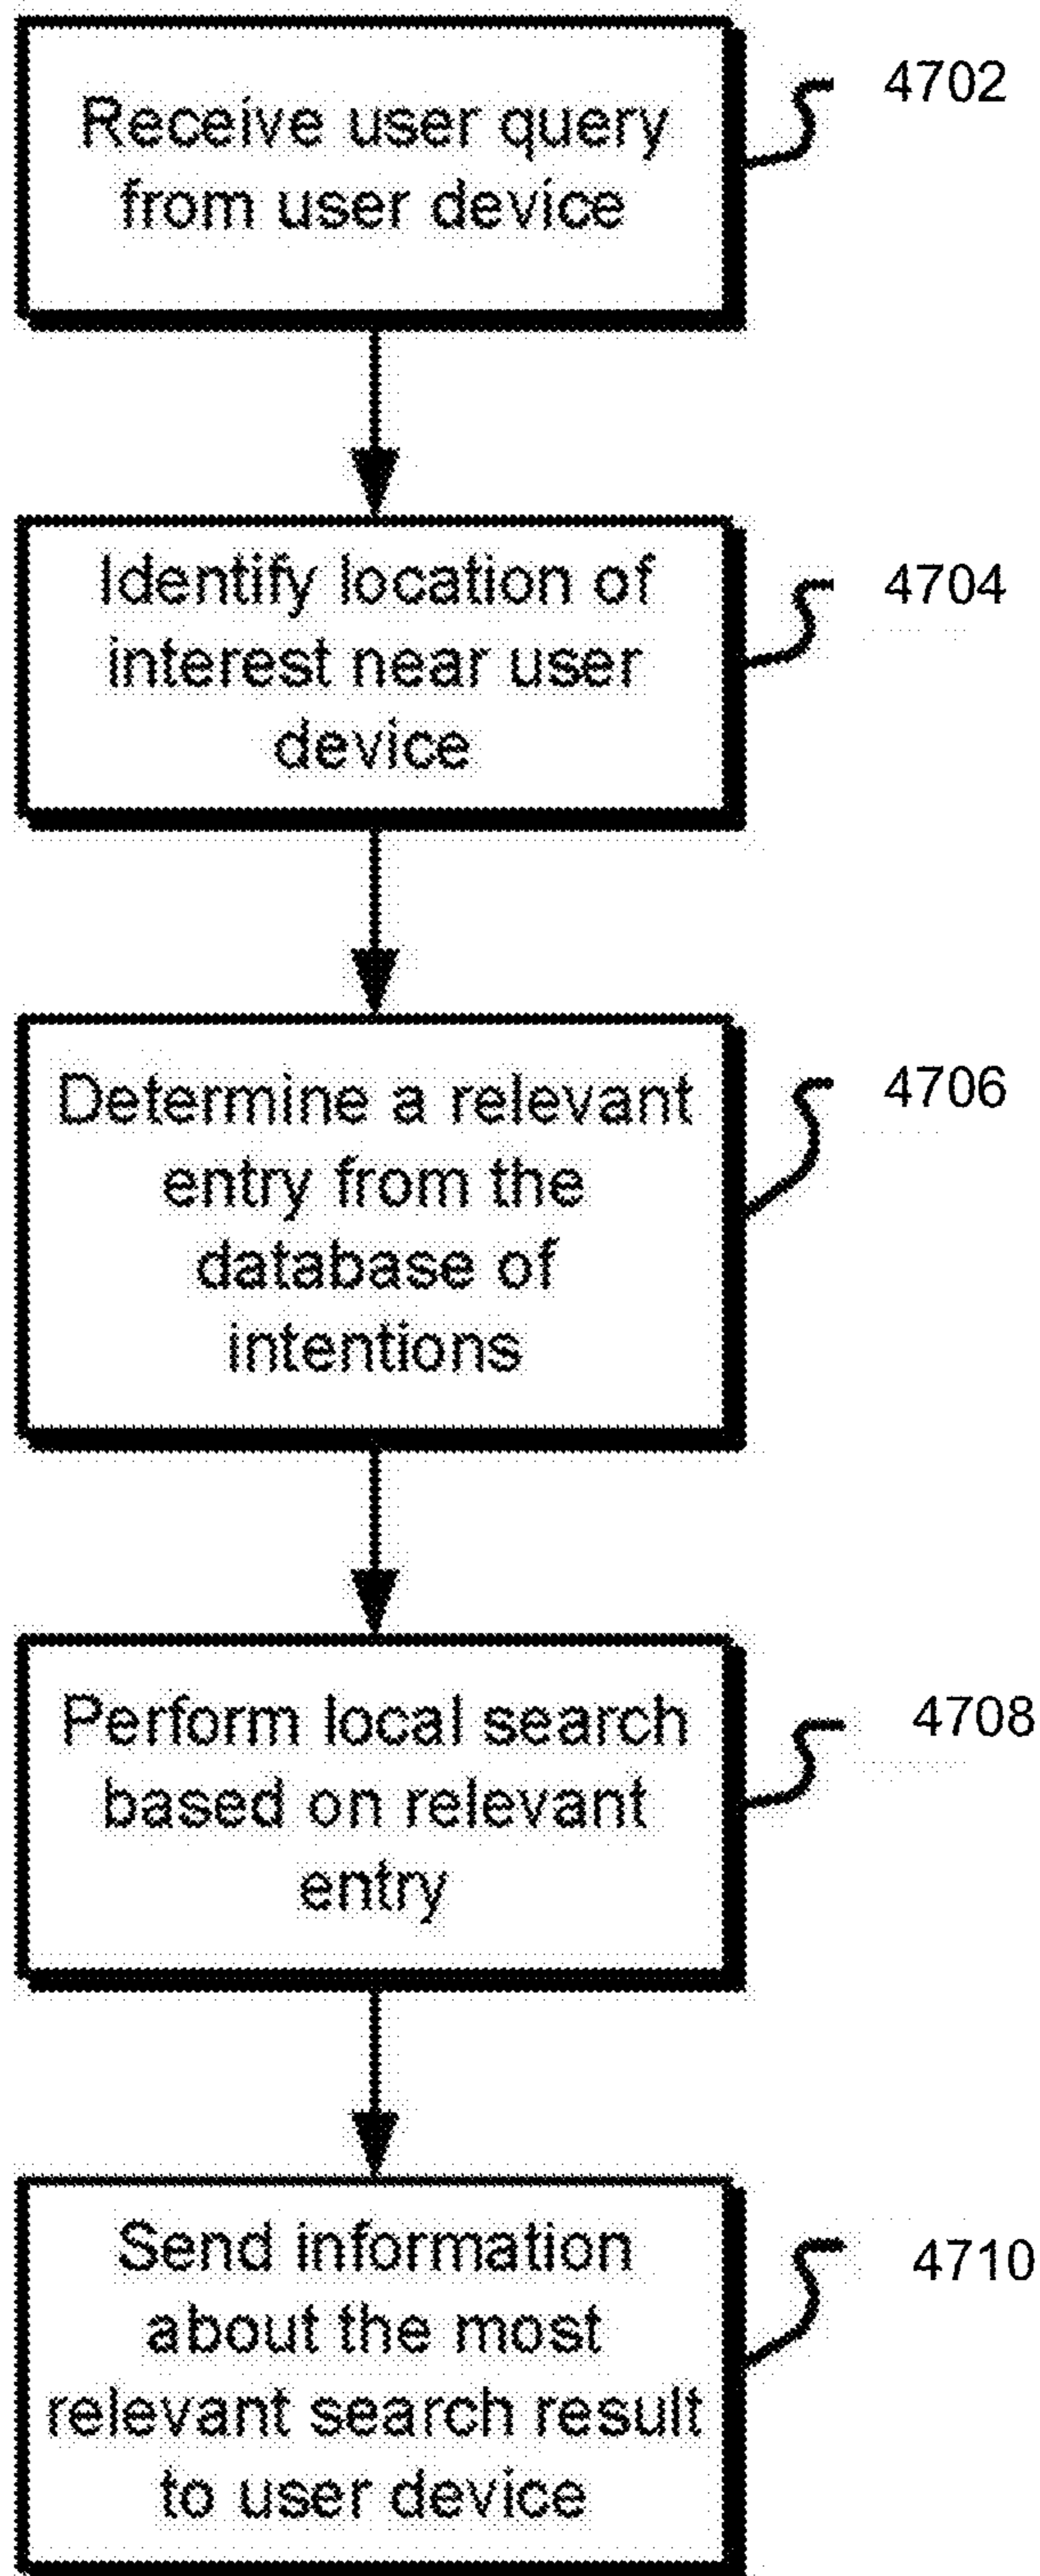 Receive user query
from user device
4702
Identify location of
interest near user
device
4704
Determine a relevant
entry from the
database of
intentions
4706
Perform local search
based on relevant
entry
4708
Send information
about the most
relevant search result
to user device
4710